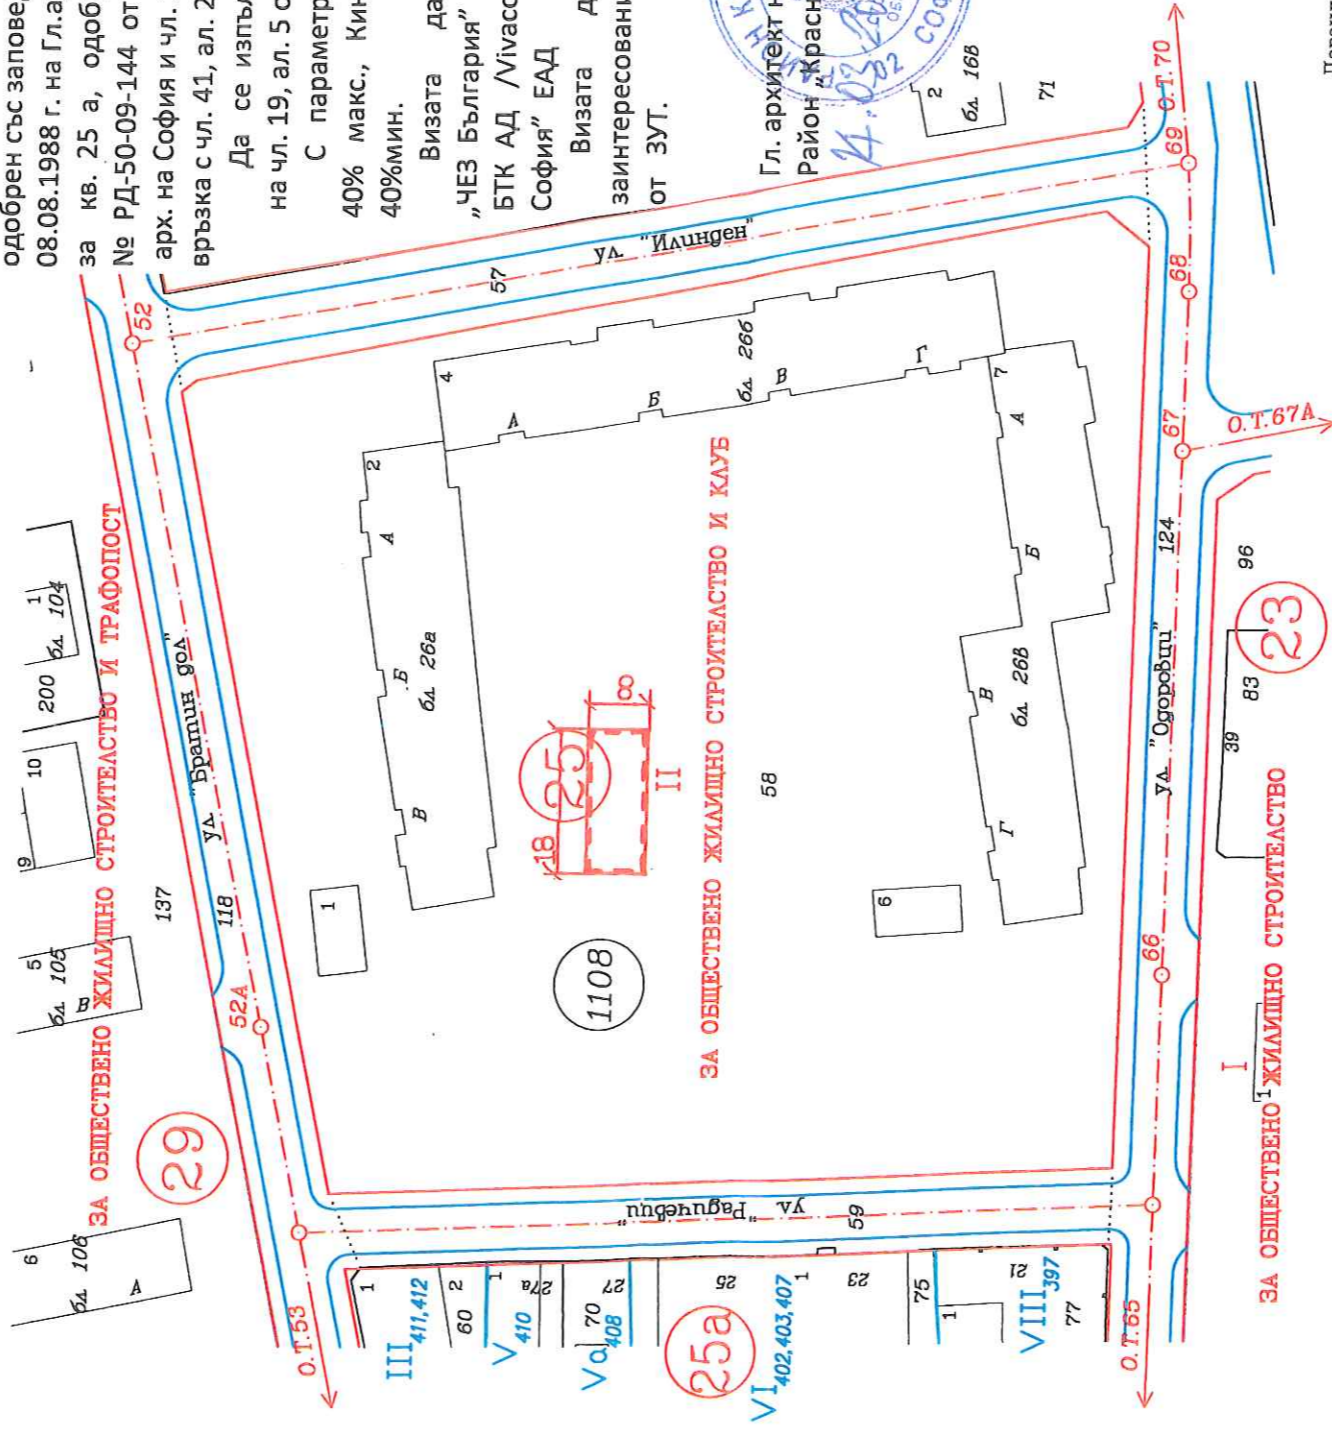 одобрен със запове
08.08.1988 г. на Гл.а
за кв. 25 а, одоб
№ РД-50-09-144 от
арх. на София и чл.
връзка с чл. 41, ал. 2
Да се изпъл
на чл. 19, ал. 5 о
С параметр
40% макс., Кин
40%мин.
Визата да
„ЧЕЗ България"
БТК АД /Vivacc
София" ЕАД
Визата д
заинтересовани
от ЗУТ.
Гл. архитект н
Район „Красн
ЗА ОБЩЕСТВЕНО ЖИЛИЩНО СТРОИТЕЛСТВО И ТРАФОПОСТ
6
бл 106
А
5
бл 105
В
9
10
200
1
бл 104
137
29
ул. "Братин дол"
118
О.Т.53
52А
52
57
ул. "Илинден"
2
бл 16В
71
О.Т.70
69
68
67
О.Т.67А
1
2
А
Б
В
бл 26а
4
А
Б
В
Г
бл 26б
7
А
Б
В
Г
бл 26В
6
25
18
8
II
1108
58
ЗА ОБЩЕСТВЕНО ЖИЛИЩНО СТРОИТЕЛСТВО И КЛУБ
ул. "Радичевци"
59
ул. "Одоровци"
124
66
О.Т.65
1
III 411,412
2
60
1
V 410
27а
Vа 408
70
27
25
25а
VI 402,403,407
1
23
75
1
VIII 397
21
77
I
1
ЗА ОБЩЕСТВЕНО ЖИЛИЩНО СТРОИТЕЛСТВО
39
83
96
23